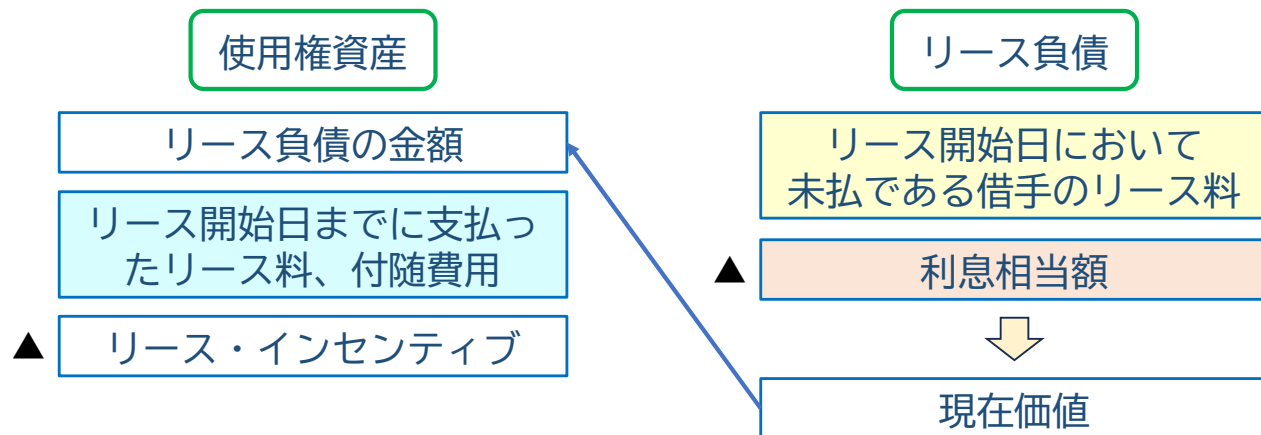 使用権資産
リース負債の金額
リース開始日までに支払っ
たリース料、付随費用
▲ リース・インセンティブ
リース負債
リース開始日において
未払である借手のリース料
▲ 利息相当額
現在価値